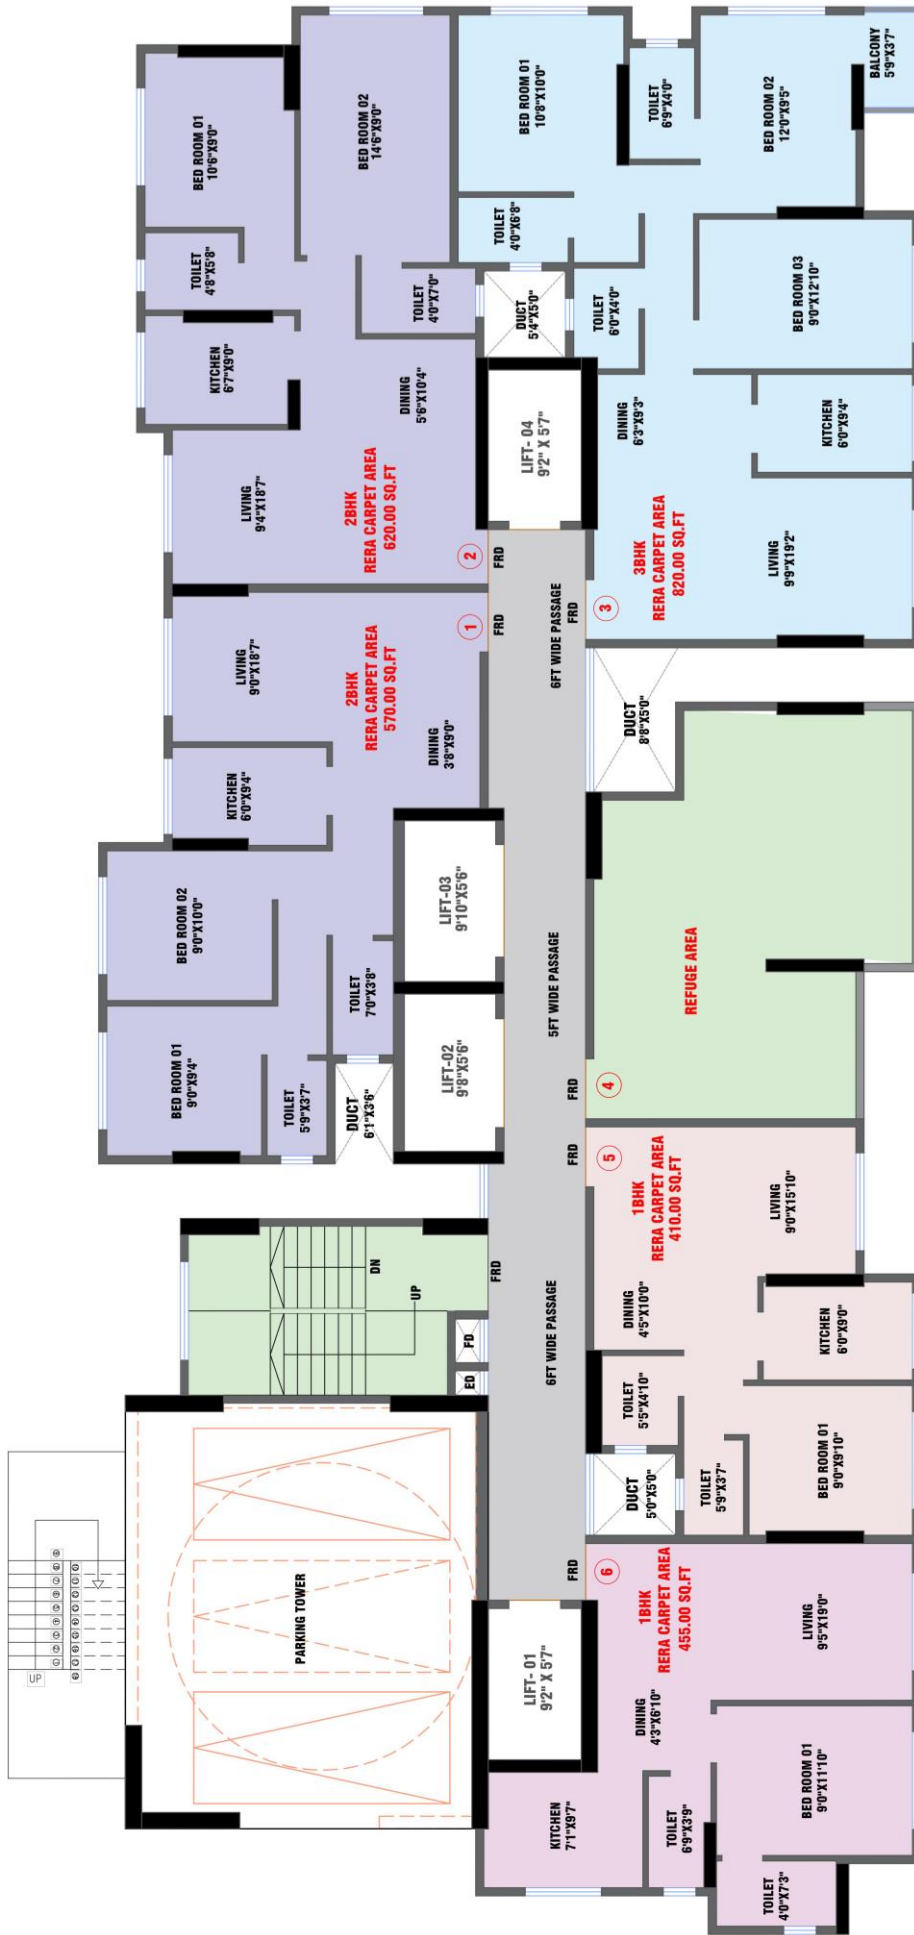 UP
PARKING TOWER
ED
FD
UP
DN
FRD
BED ROOM 01
9'0"X9'4"
BED ROOM 02
9'0"X10'0"
KITCHEN
6'0"X9'4"
LIVING
9'0"X18'7"
LIVING
9'4"X18'7"
KITCHEN
6'7"X9'0"
TOILET
4'8"X5'8"
BED ROOM 01
10'6"X9'0"
TOILET
5'9"X3'7"
DUCT
6'1"X3'6"
TOILET
7'0"X3'8"
2BHK
RERA CARPET AREA
570.00 SQ.FT
DINING
3'8"X9'0"
1
2BHK
RERA CARPET AREA
620.00 SQ.FT
DINING
5'6"X10'4"
2
TOILET
4'0"X7'0"
BED ROOM 02
14'6"X9'0"
LIFT- 01
9'2" X 5'7"
LIFT-02
9'8"X5'6"
LIFT-03
9'10"X5'6"
LIFT- 04
9'2" X 5'7"
DUCT
5'4"X5'0"
FRD
FRD
6FT WIDE PASSAGE
5FT WIDE PASSAGE
6FT WIDE PASSAGE
FRD
FRD
FRD
FRD
KITCHEN
7'1"X9'7"
DINING
4'3"X6'10"
6
1BHK
RERA CARPET AREA
455.00 SQ.FT
TOILET
6'9"X3'9"
TOILET
4'0"X7'3"
BED ROOM 01
9'0"X11'10"
LIVING
9'5"X19'0"
DUCT
5'0"X5'0"
TOILET
5'5"X4'10"
TOILET
5'9"X3'7"
BED ROOM 01
9'0"X9'10"
DINING
4'5"X10'0"
KITCHEN
6'0"X9'0"
5
1BHK
RERA CARPET AREA
410.00 SQ.FT
LIVING
9'0"X15'10"
4
REFUGE AREA
DUCT
8'8"X5'0"
3
3BHK
RERA CARPET AREA
820.00 SQ.FT
LIVING
9'9"X19'2"
DINING
6'3"X9'3"
KITCHEN
6'0"X9'4"
TOILET
6'0"X4'0"
BED ROOM 03
9'0"X12'10"
TOILET
4'0"X6'8"
BED ROOM 01
10'8"X10'0"
TOILET
6'9"X4'0"
BED ROOM 02
12'0"X9'5"
BALCONY
5'9"X3'7"